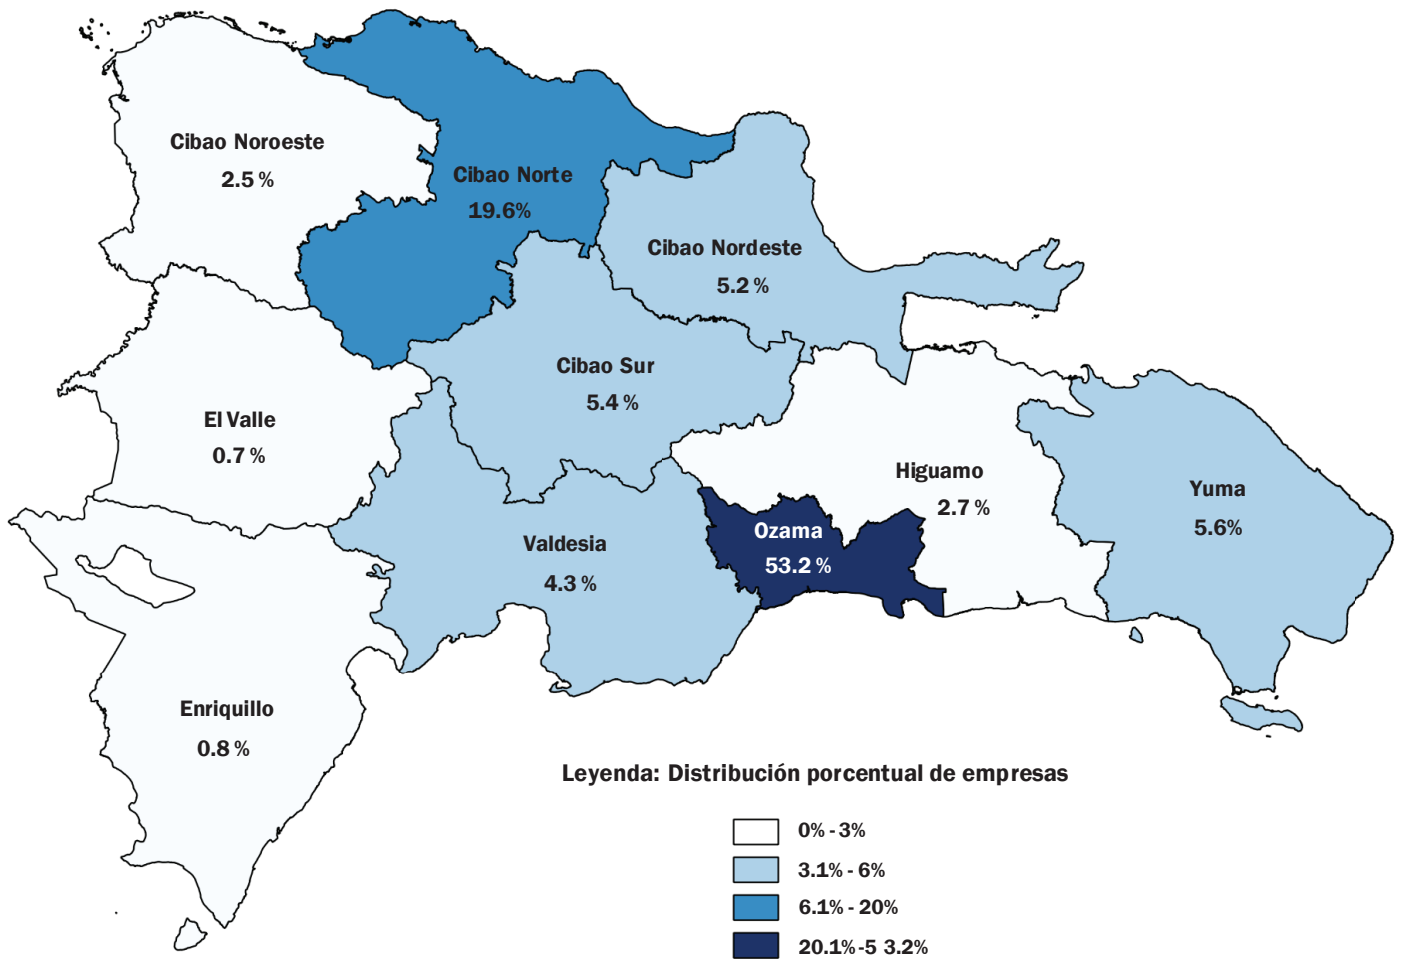 Cibao Noroeste
2.5 %
Cibao Norte
19.6%
Cibao Nordeste
5.2 %
Cibao Sur
5.4 %
El Valle
0.7 %
Higuamo
2.7 %
Yuma
5.6%
Ozama
53.2 %
Valdesia
4.3 %
Enriquillo
0.8 %
Leyenda: Distribución porcentual de empresas
0% - 3%
3.1% - 6%
6.1% - 20%
20.1% -5 3.2%